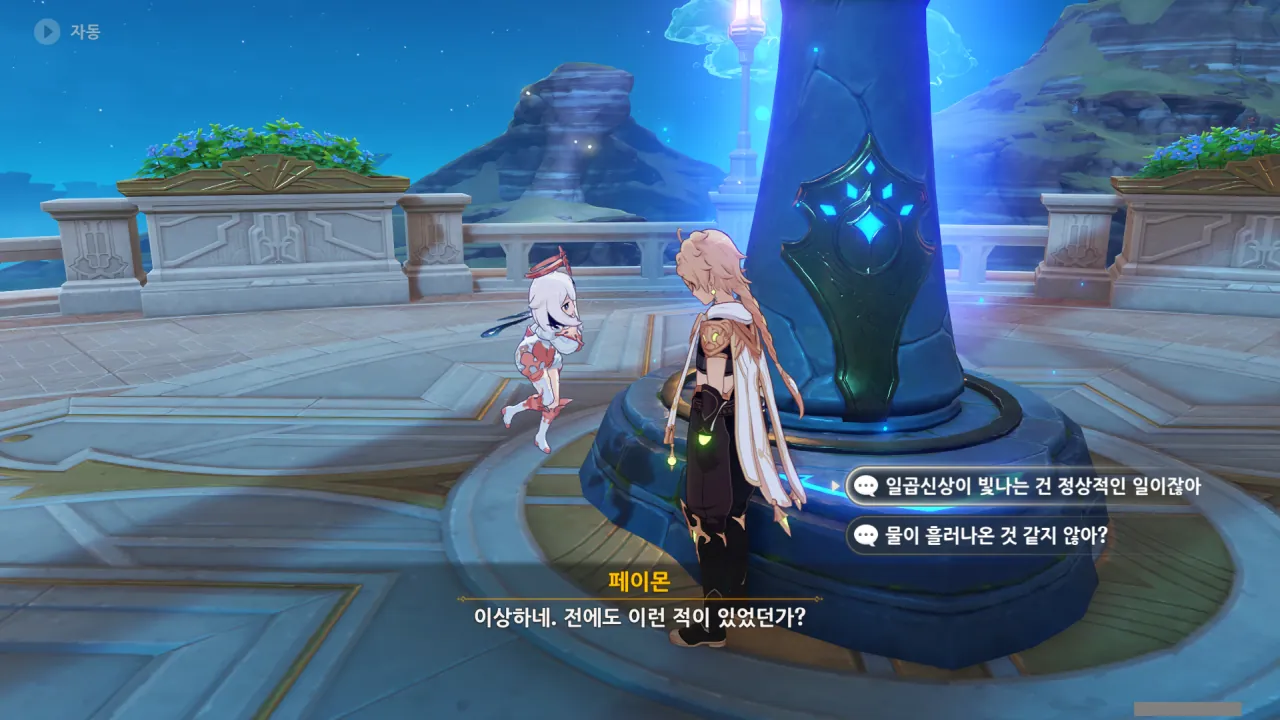 자동
일곱신상이 빛나는 건 정상적인 일이잖아
물이 흘러나온 것 같지 않아?
페이몬
이상하네. 전에도 이런 적이 있었던가?